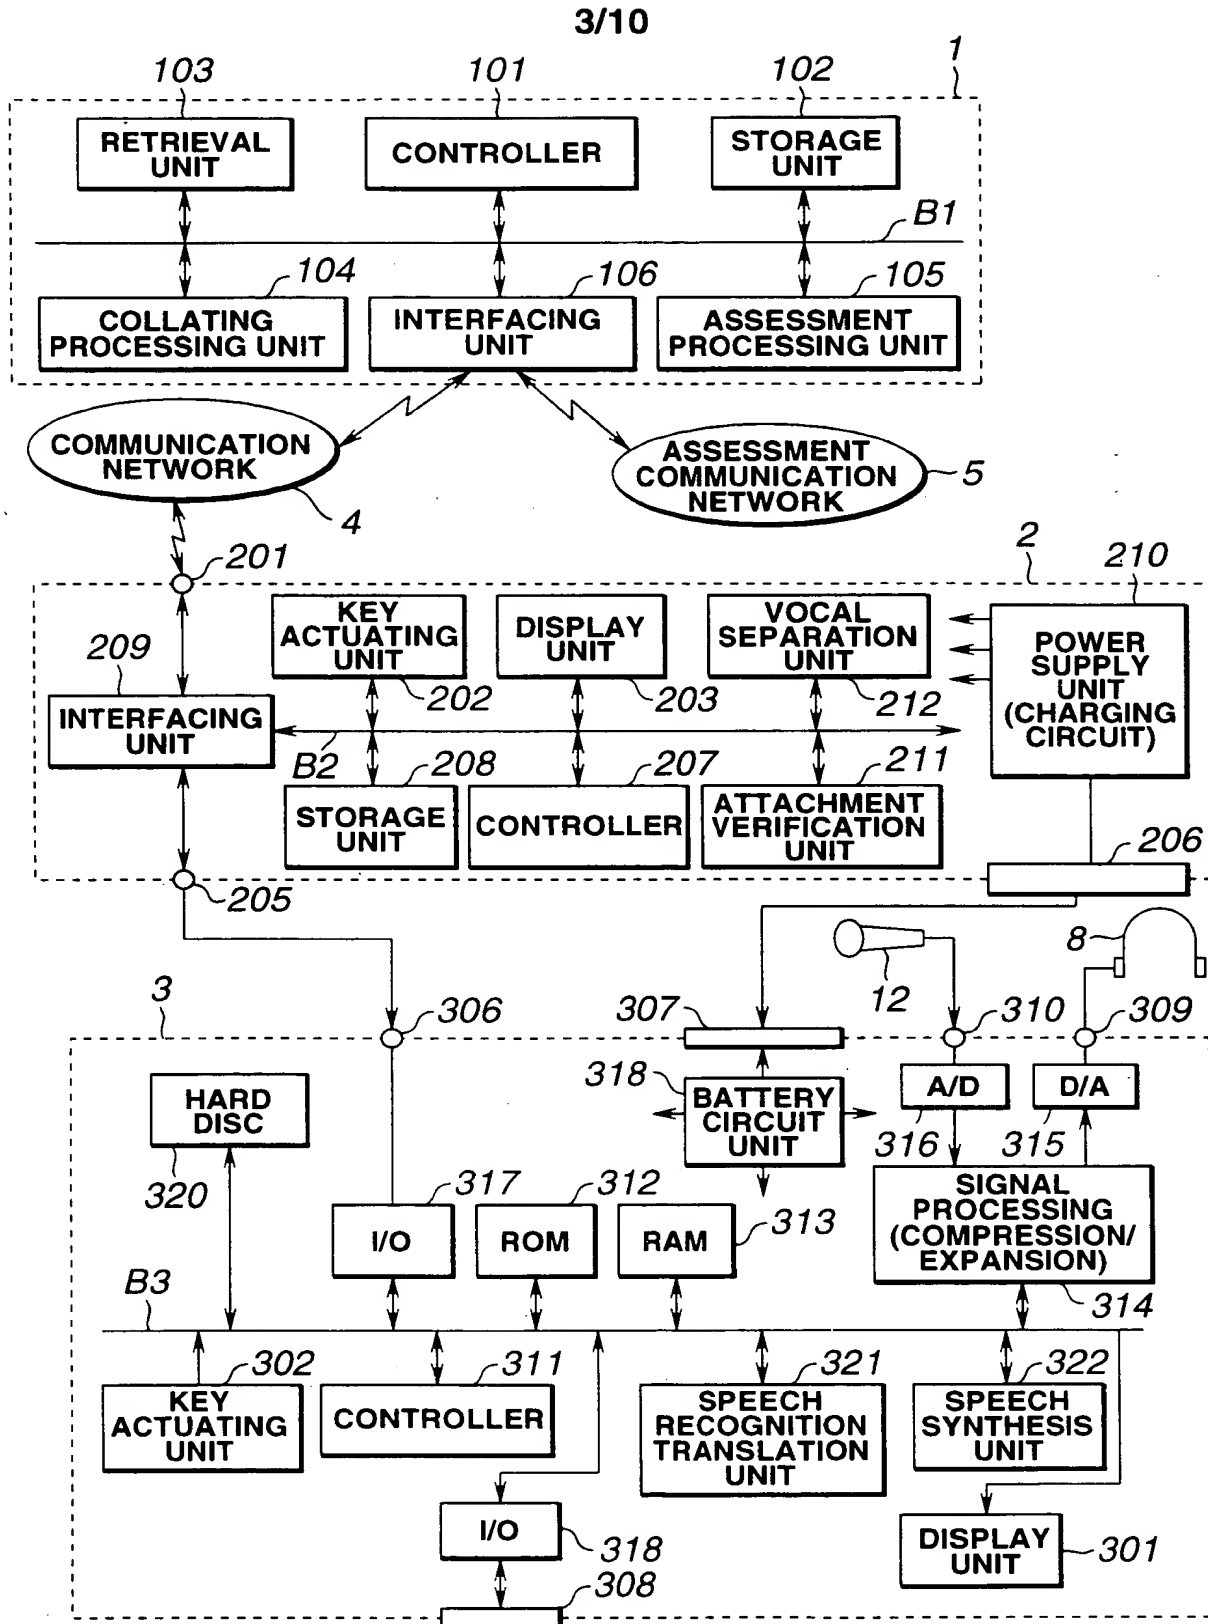 3/10
103
101
102
1
RETRIEVAL
UNIT
CONTROLLER
STORAGE
UNIT
B1
104
106
105
COLLATING
PROCESSING UNIT
INTERFACING
UNIT
ASSESSMENT
PROCESSING UNIT
COMMUNICATION
NETWORK
4
ASSESSMENT
COMMUNICATION
NETWORK
5
201
2
210
KEY
ACTUATING
UNIT
202
DISPLAY
UNIT
203
VOCAL
SEPARATION
UNIT
212
POWER
SUPPLY
UNIT
(CHARGING
CIRCUIT)
209
INTERFACING
UNIT
B2
208
207
211
STORAGE
UNIT
CONTROLLER
ATTACHMENT
VERIFICATION
UNIT
206
205
12
8
3
306
307
310
309
HARD
DISC
320
318
BATTERY
CIRCUIT
UNIT
A/D
D/A
316
315
317
312
313
I/O
ROM
RAM
SIGNAL
PROCESSING
(COMPRESSION/
EXPANSION)
314
B3
302
311
321
322
KEY
ACTUATING
UNIT
CONTROLLER
SPEECH
RECOGNITION
TRANSLATION
UNIT
SPEECH
SYNTHESIS
UNIT
I/O
318
308
DISPLAY
UNIT
301